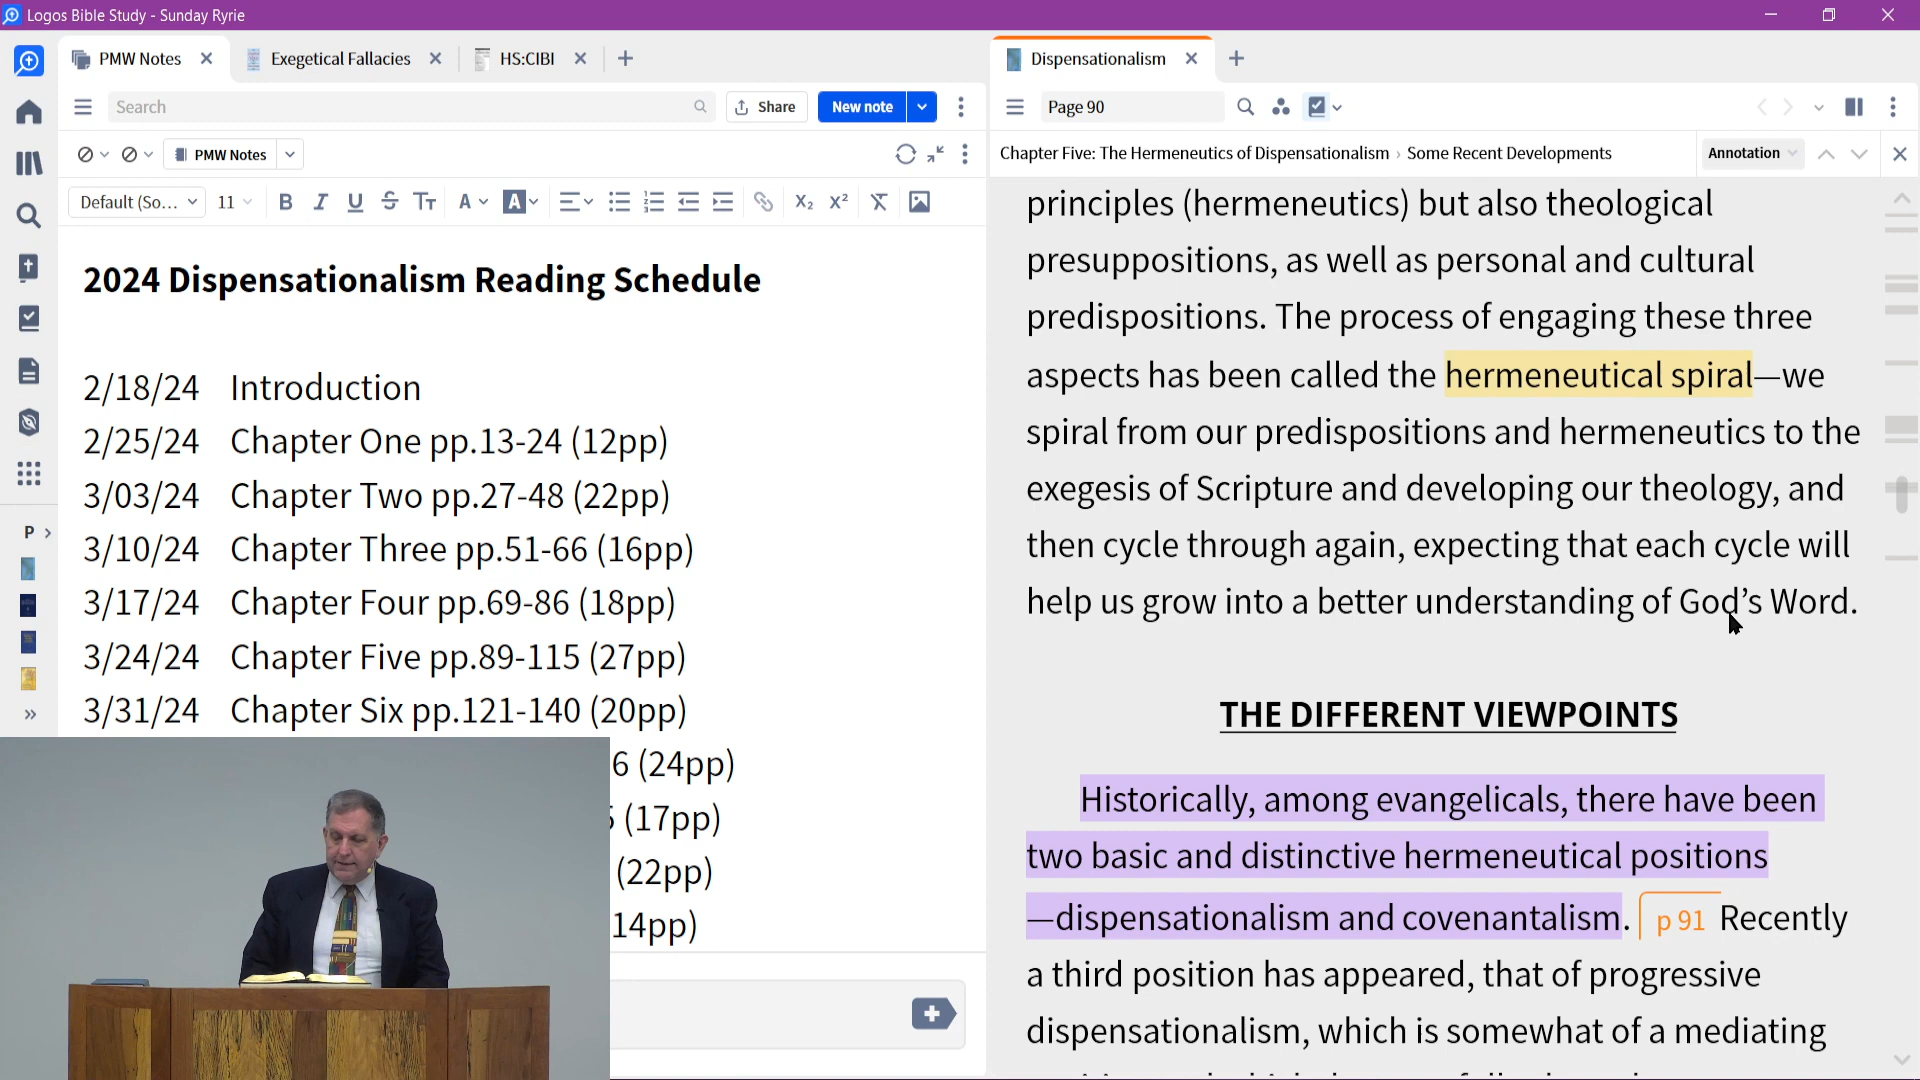 Logos Bible Study - Sunday Ryrie
PMW Notes
Exegetical Fallacies
HS:CIBI
Search
Share
New note
PMW Notes
Default (So...
11
B I U S TT A A X₂ X²
P
2024 Dispensationalism Reading Schedule
2/18/24 Introduction
2/25/24 Chapter One pp.13-24 (12pp)
3/03/24 Chapter Two pp.27-48 (22pp)
3/10/24 Chapter Three pp.51-66 (16pp)
3/17/24 Chapter Four pp.69-86 (18pp)
3/24/24 Chapter Five pp.89-115 (27pp)
3/31/24 Chapter Six pp.121-140 (20pp)
6 (24pp)
(17pp)
(22pp)
14pp)
Dispensationalism
Page 90
Chapter Five: The Hermeneutics of Dispensationalism › Some Recent Developments
Annotation
principles (hermeneutics) but also theological
presuppositions, as well as personal and cultural
predispositions. The process of engaging these three
aspects has been called the hermeneutical spiral—we
spiral from our predispositions and hermeneutics to the
exegesis of Scripture and developing our theology, and
then cycle through again, expecting that each cycle will
help us grow into a better understanding of God’s Word.
THE DIFFERENT VIEWPOINTS
Historically, among evangelicals, there have been
two basic and distinctive hermeneutical positions
—dispensationalism and covenantalism. p 91 Recently
a third position has appeared, that of progressive
dispensationalism, which is somewhat of a mediating